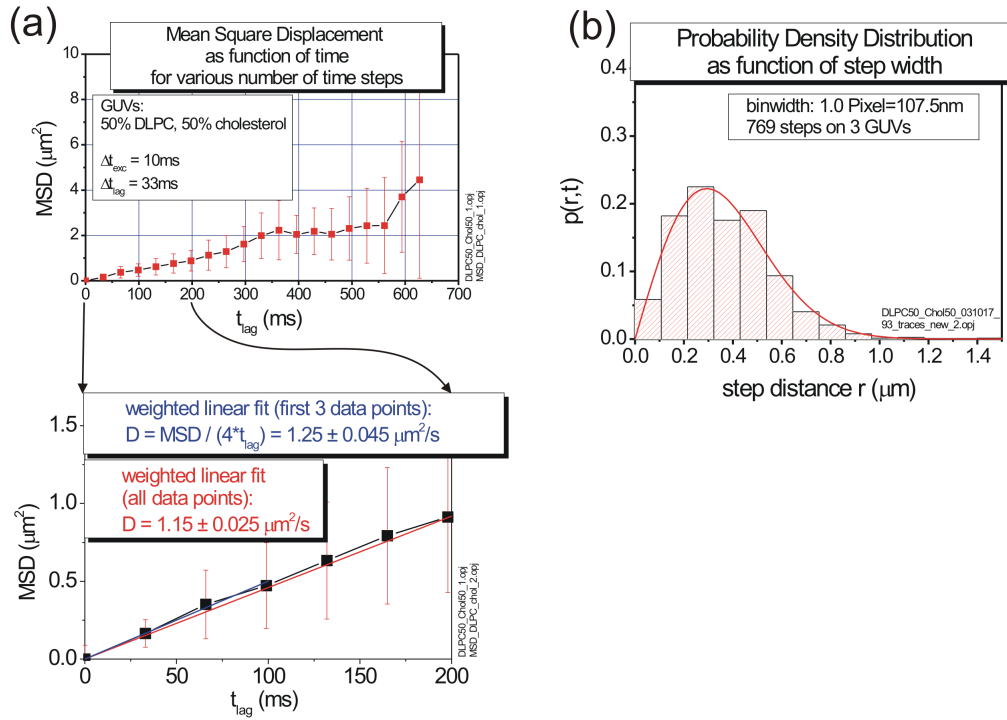 (a)
Mean Square Displacement
as function of time
for various number of time steps
GUVs:
50% DLPC, 50% cholesterol
Δt_exc = 10ms
Δt_lag = 33ms
MSD (μm²)
10
8
6
4
2
0
0 100 200 300 400 500 600 700
t_lag (ms)
DLPC50_Chol50_1.opj
MSD_DLPC_chol_1.opj
weighted linear fit (first 3 data points):
D = MSD / (4*t_lag) = 1.25 ± 0.045 μm²/s
weighted linear fit
(all data points):
D = 1.15 ± 0.025 μm²/s
MSD (μm²)
1.5
1.0
0.5
0.0
0 50 100 150 200
t_lag (ms)
DLPC50_Chol50_1.opj
MSD_DLPC_chol_2.opj
(b)
Probability Density Distribution
as function of step width
binwidth: 1.0 Pixel=107.5nm
769 steps on 3 GUVs
p(r,t)
0.4
0.3
0.2
0.1
0.0
0.0 0.2 0.4 0.6 0.8 1.0 1.2 1.4
step distance r (μm)
DLPC50_Chol50_031017_
93_traces_new_2.opj